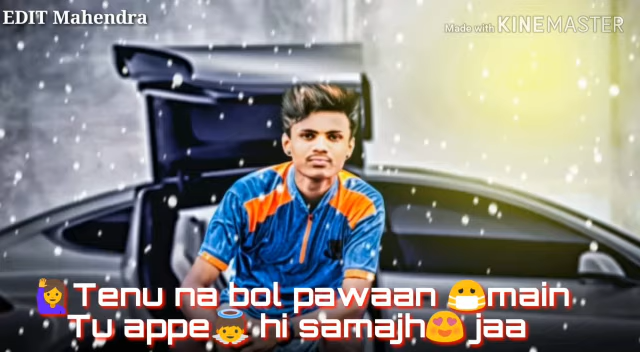 EDIT Mahendra
Made with KINEMASTER
🙋‍♀️Tenu na bol pawaan 😷main
Tu appe👼 hi samajh😍 jaa